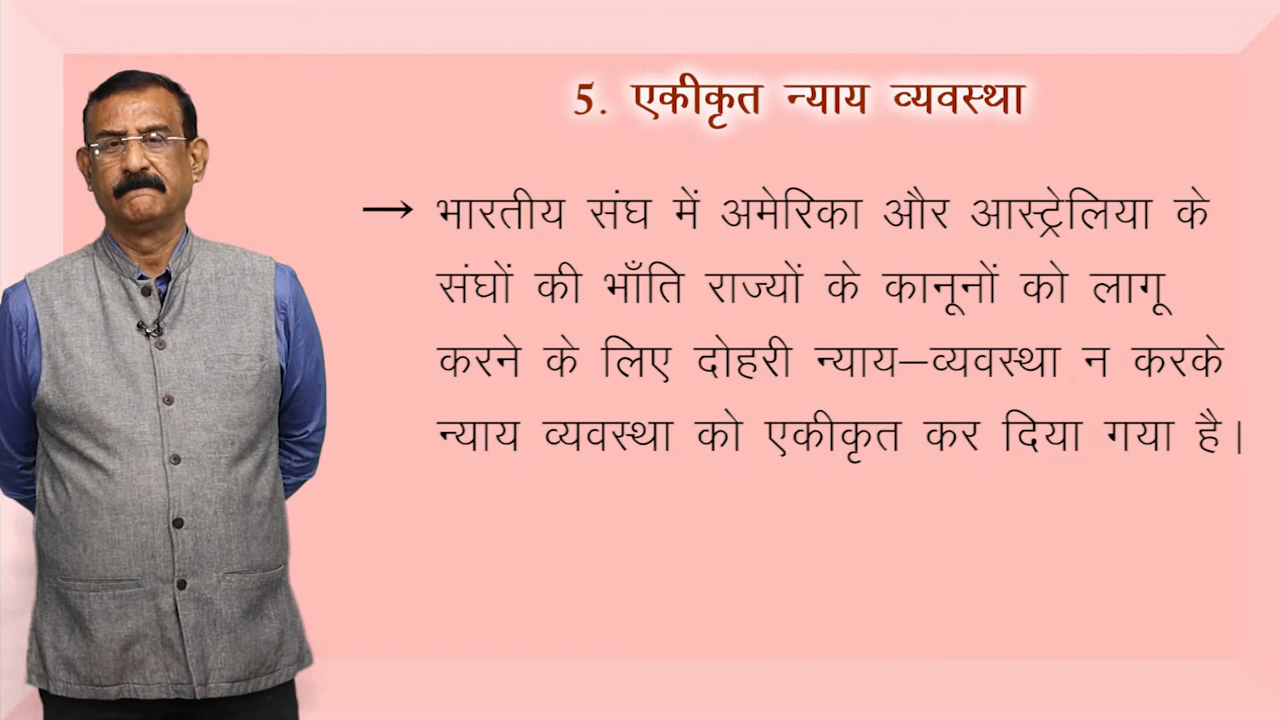 5. एकीकृत न्याय व्यवस्था
→ भारतीय संघ में अमेरिका और आस्ट्रेलिया के
संघों की भाँति राज्यों के कानूनों को लागू
करने के लिए दोहरी न्याय–व्यवस्था न करके
न्याय व्यवस्था को एकीकृत कर दिया गया है।